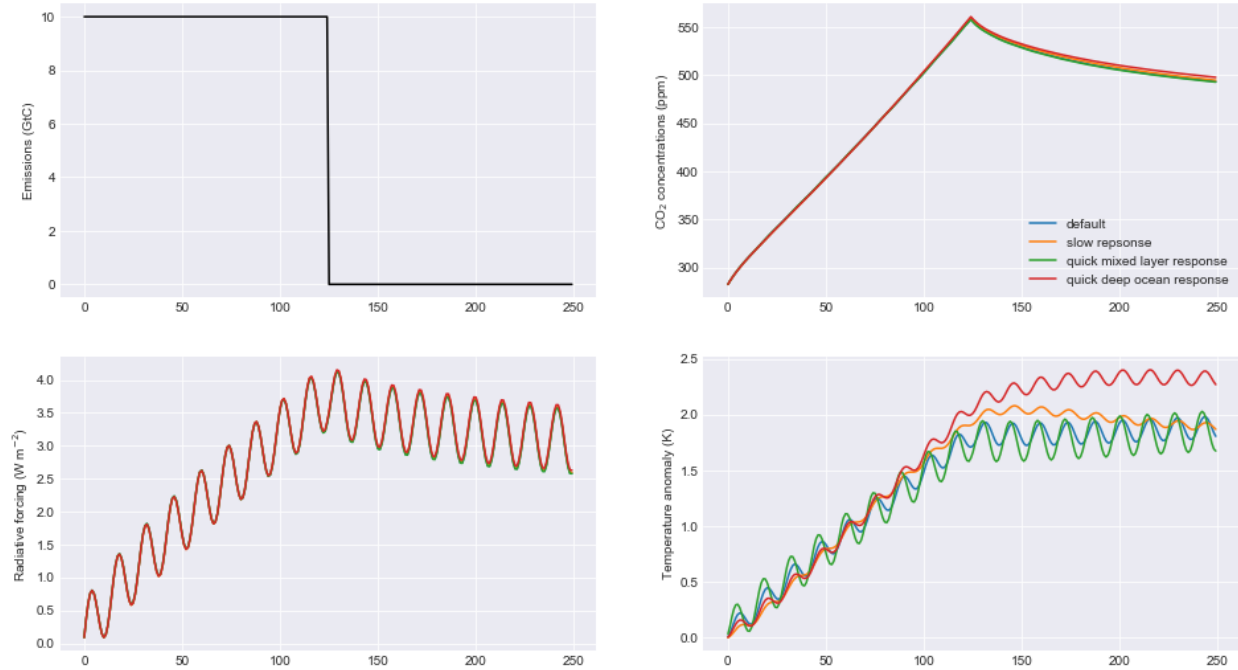 Emissions (GtC)
10
8
6
4
2
0
0 50 100 150 200 250
CO₂ concentrations (ppm)
550
500
450
400
350
300
default
slow repsonse
quick mixed layer response
quick deep ocean response
0 50 100 150 200 250
Radiative forcing (W m⁻²)
4.0
3.5
3.0
2.5
2.0
1.5
1.0
0.5
0.0
0 50 100 150 200 250
Temperature anomaly (K)
2.5
2.0
1.5
1.0
0.5
0.0
0 50 100 150 200 250